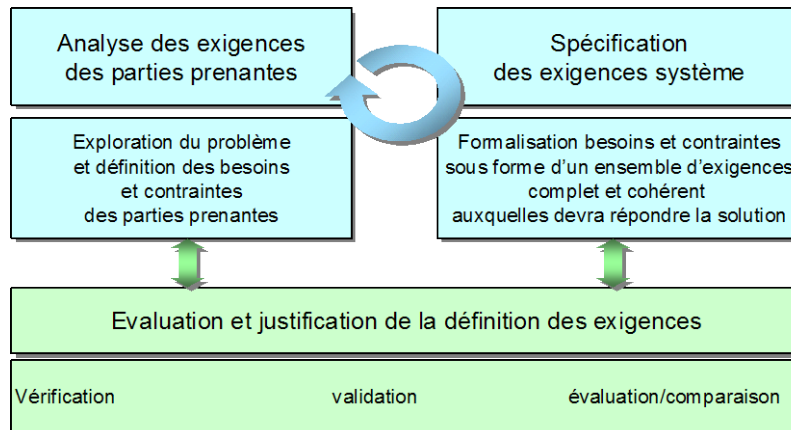 Analyse des exigences
des parties prenantes
Spécification
des exigences système
Exploration du problème
et définition des besoins
et contraintes
des parties prenantes
Formalisation besoins et contraintes
sous forme d'un ensemble d'exigences
complet et cohérent
auxquelles devra répondre la solution
Evaluation et justification de la définition des exigences
Vérification validation évaluation/comparaison